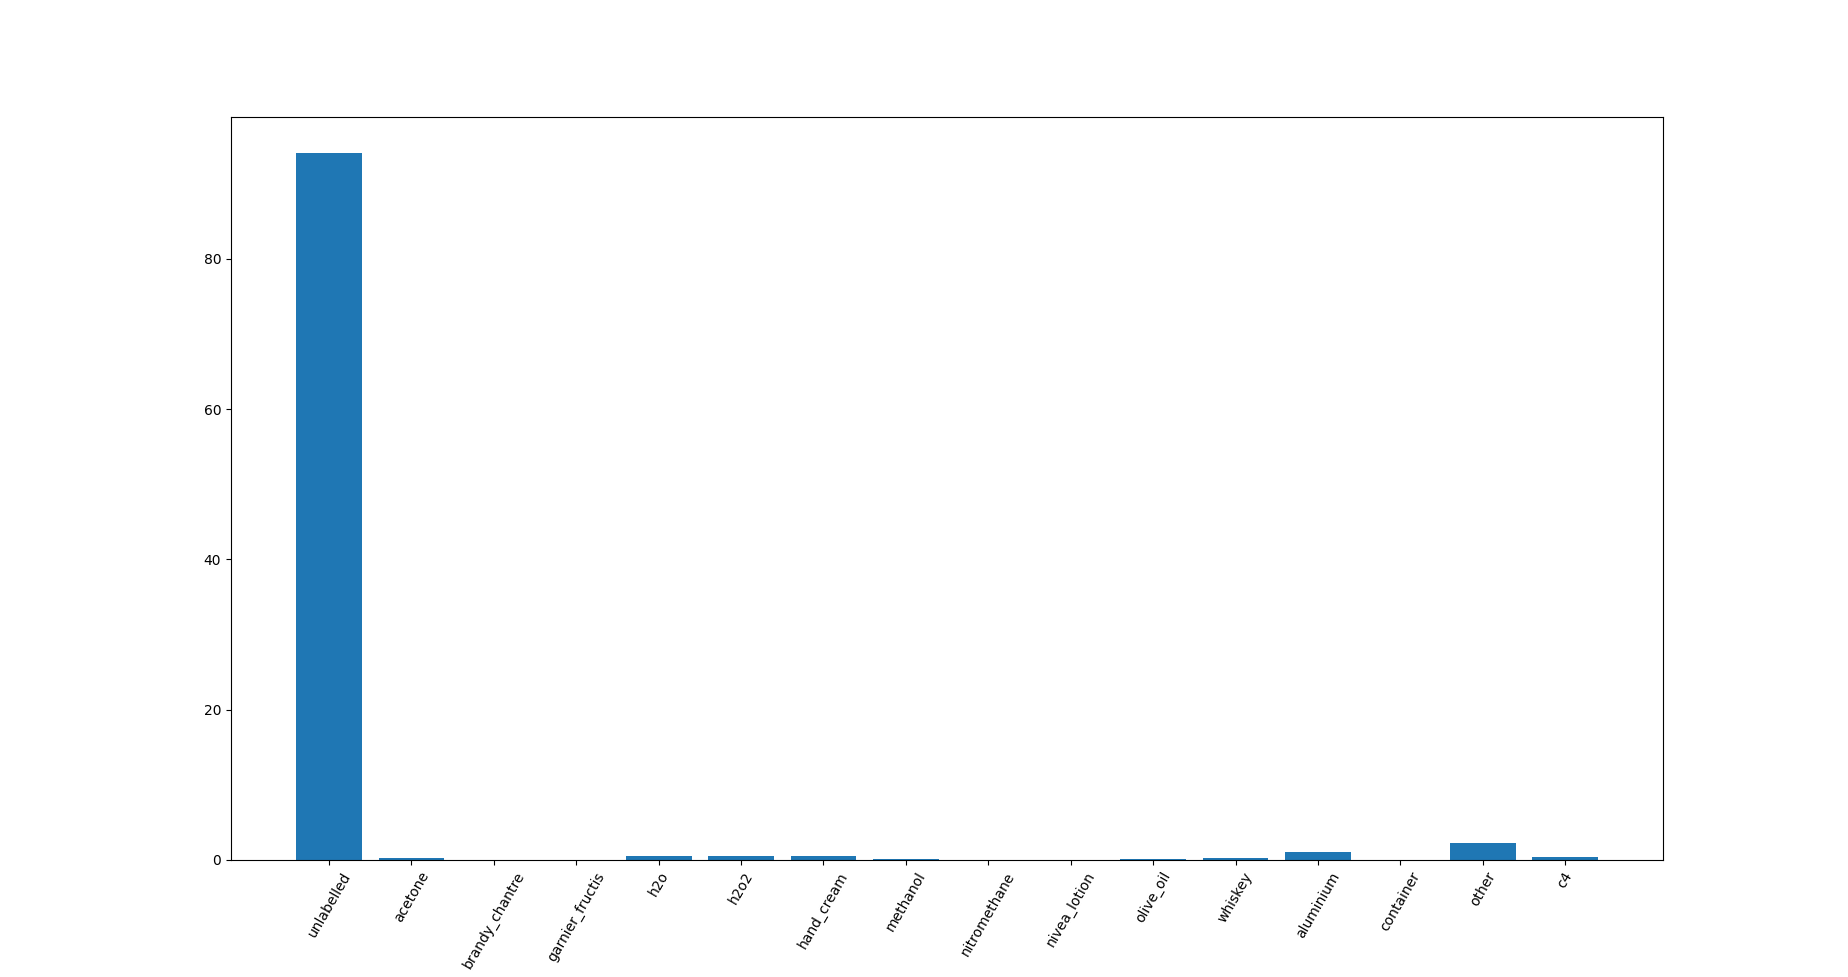 80
60
40
20
0
unlabelled
acetone
brandy_chantre
garnier_fructis
h2o
h2o2
hand_cream
methanol
nitromethane
nivea_lotion
olive_oil
whiskey
aluminium
container
other
c4